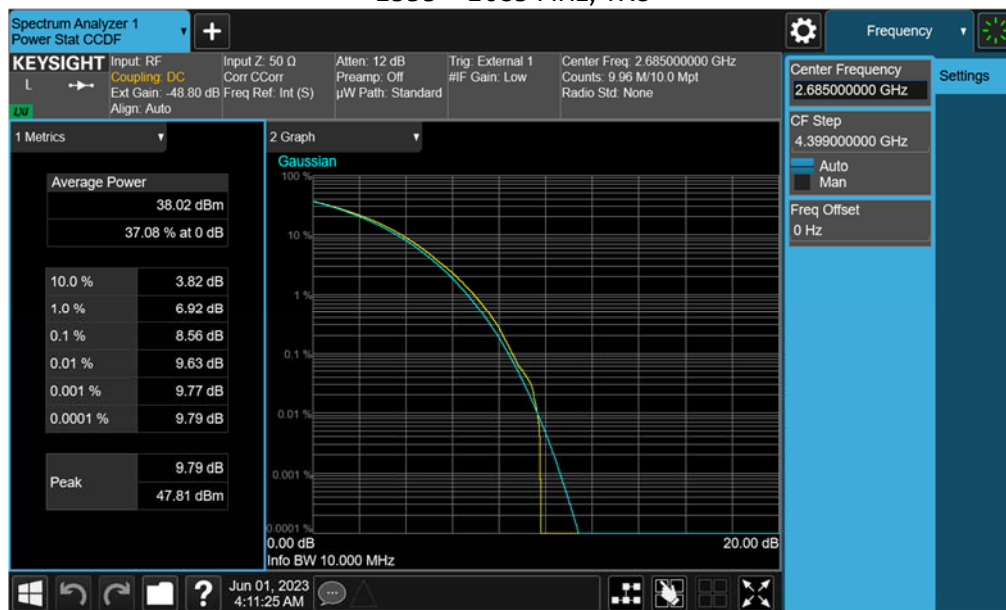 Spectrum Analyzer 1
Power Stat CCDF
Frequency
KEYSIGHT
L
LXI
Input: RF
Coupling: DC
Ext Gain: -48.80 dB
Align: Auto
Input Z: 50 Ω
Corr CCorr
Freq Ref: Int (S)
Atten: 12 dB
Preamp: Off
µW Path: Standard
Trig: External 1
#IF Gain: Low
Center Freq: 2.685000000 GHz
Counts: 9.96 M/10.0 Mpt
Radio Std: None
Center Frequency
2.685000000 GHz
Settings
CF Step
4.399000000 GHz
Auto
Man
Freq Offset
0 Hz
1 Metrics
Average Power
38.02 dBm
37.08 % at 0 dB
10.0 % 3.82 dB
1.0 % 6.92 dB
0.1 % 8.56 dB
0.01 % 9.63 dB
0.001 % 9.77 dB
0.0001 % 9.79 dB
Peak
9.79 dB
47.81 dBm
2 Graph
Gaussian
100 %
10 %
1 %
0.1 %
0.01 %
0.001 %
0.0001 %
0.00 dB 20.00 dB
Info BW 10.000 MHz
?
Jun 01, 2023
4:11:25 AM